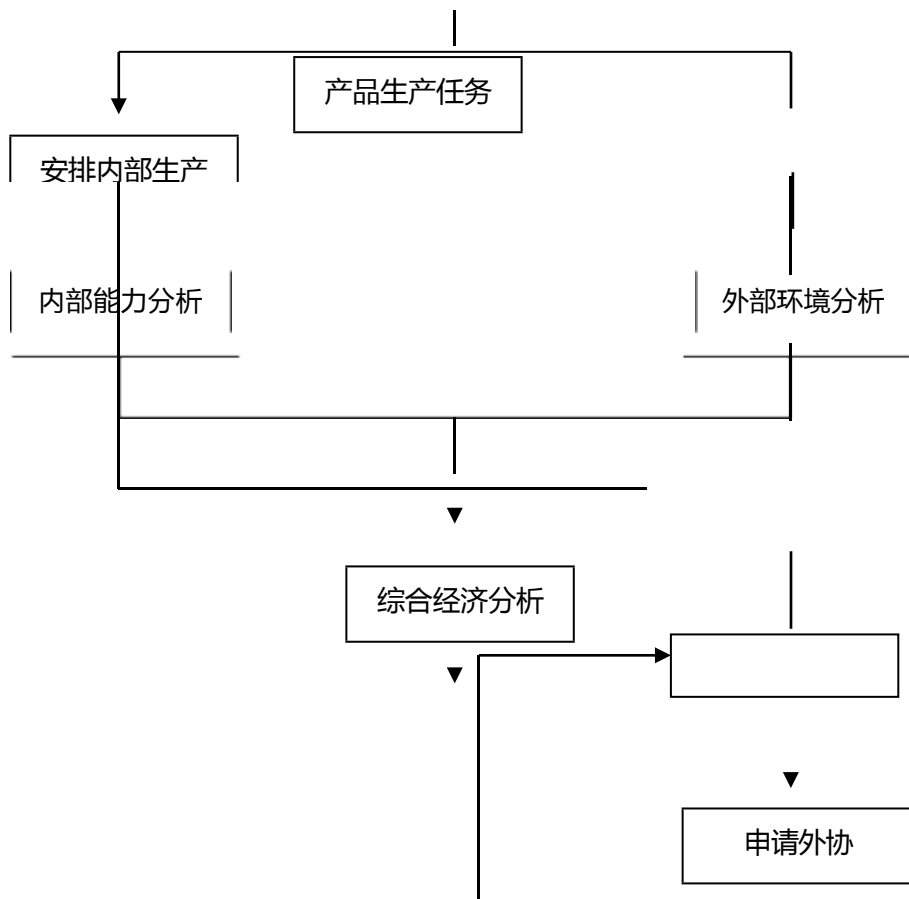 产品生产任务
安排内部生产
内部能力分析
外部环境分析
综合经济分析
申请外协